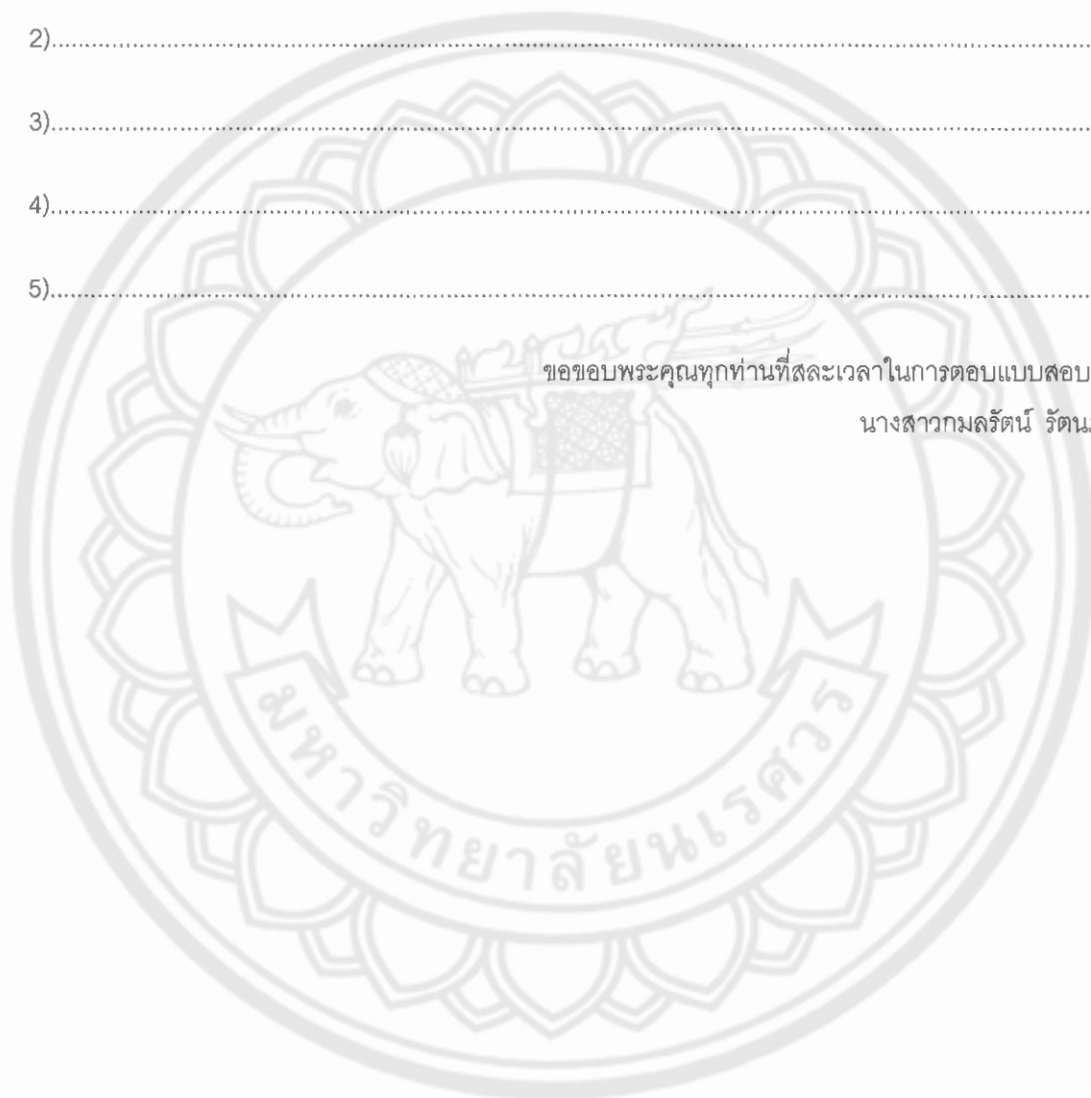 2)
3)
4)
5)
ขอขอบพระคุณทุกท่านที่สละเวลาในการตอบแบบสอบ
นางสาวกมลรัตน์ รัตน
มหาวิทยาลัยนเรศวร